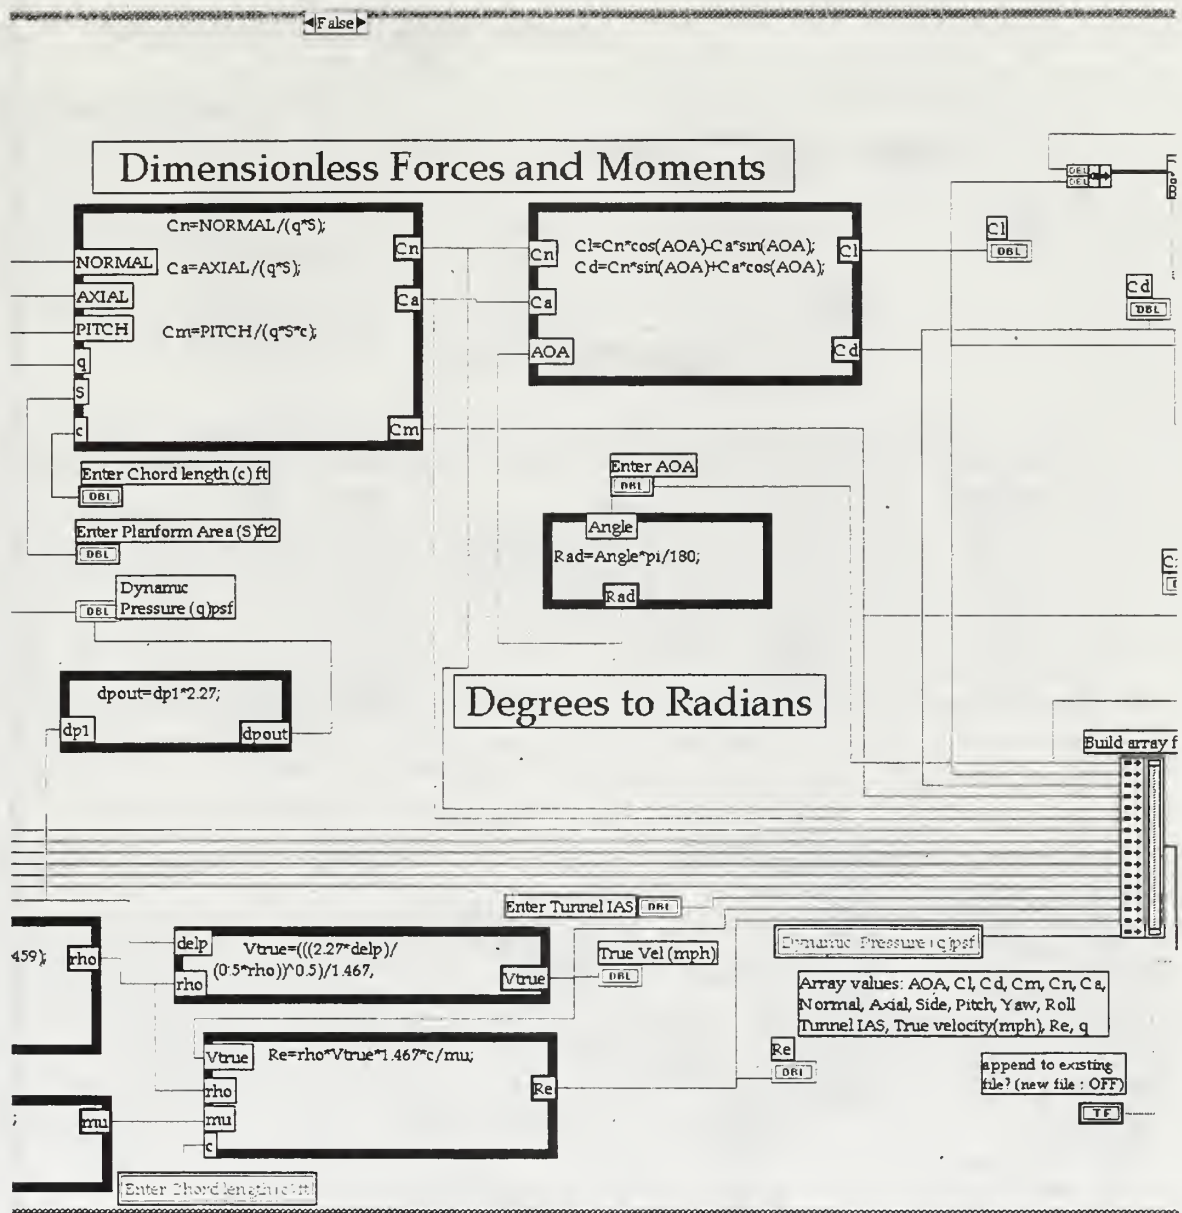 False
Dimensionless Forces and Moments
DBL
DBL
Cn=NORMAL/(q*S);
NORMAL
Ca=AXIAL/(q*S);
AXIAL
PITCH
Cm=PITCH/(q*S*c);
q
S
c
Cn
Ca
Cm
Cn
Ca
AOA
Cl=Cn*cos(AOA)-Ca*sin(AOA);
Cd=Cn*sin(AOA)+Ca*cos(AOA);
Cl
Cd
Cl
DBL
Cd
DBL
Enter Chord length (c) ft
DBL
Enter Planform Area (S)ft2
DBL
Dynamic
Pressure (q)psf
DBL
Enter AOA
DBL
Angle
Rad=Angle*pi/180;
Rad
C
dpout=dp1*2.27;
dp1
dpout
Degrees to Radians
Build array f
Enter Tunnel IAS
DBL
459);
rho
delp
rho
Vtrue=(((2.27*delp)/
(0.5*rho))^0.5)/1.467,
Vtrue
True Vel (mph)
DBL
Dynamic Pressure (q)psf
Array values: AOA, Cl, Cd, Cm, Cn, Ca,
Normal, Axial, Side, Pitch, Yaw, Roll
Tunnel IAS, True velocity(mph), Re, q
Vtrue
rho
mu
c
Re=rho*Vtrue*1.467*c/mu;
Re
Re
DBL
append to existing
file? (new file : OFF)
TF
;
mu
Enter Chord length (c) ft